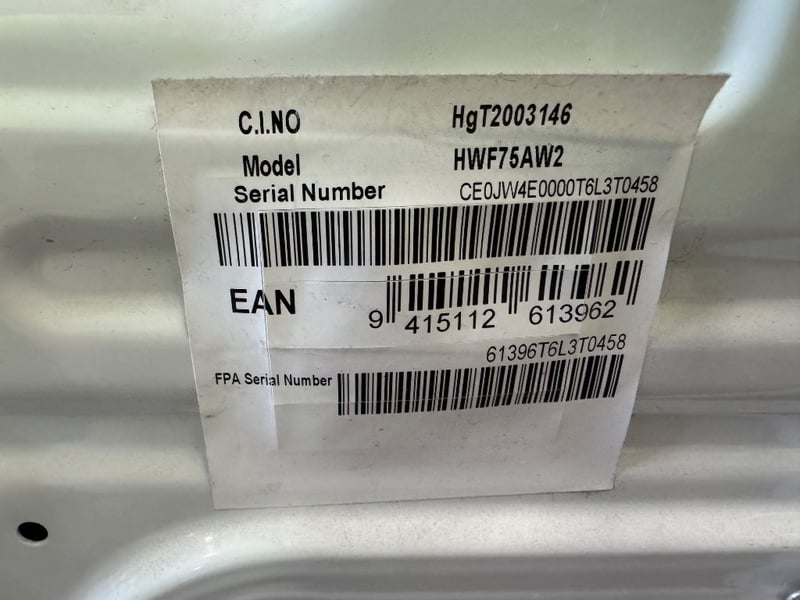 C.I.NO HgT2003146
Model HWF75AW2
Serial Number CE0JW4E0000T6L3T0458
EAN 9 415112 613962
61396T6L3T0458
FPA Serial Number